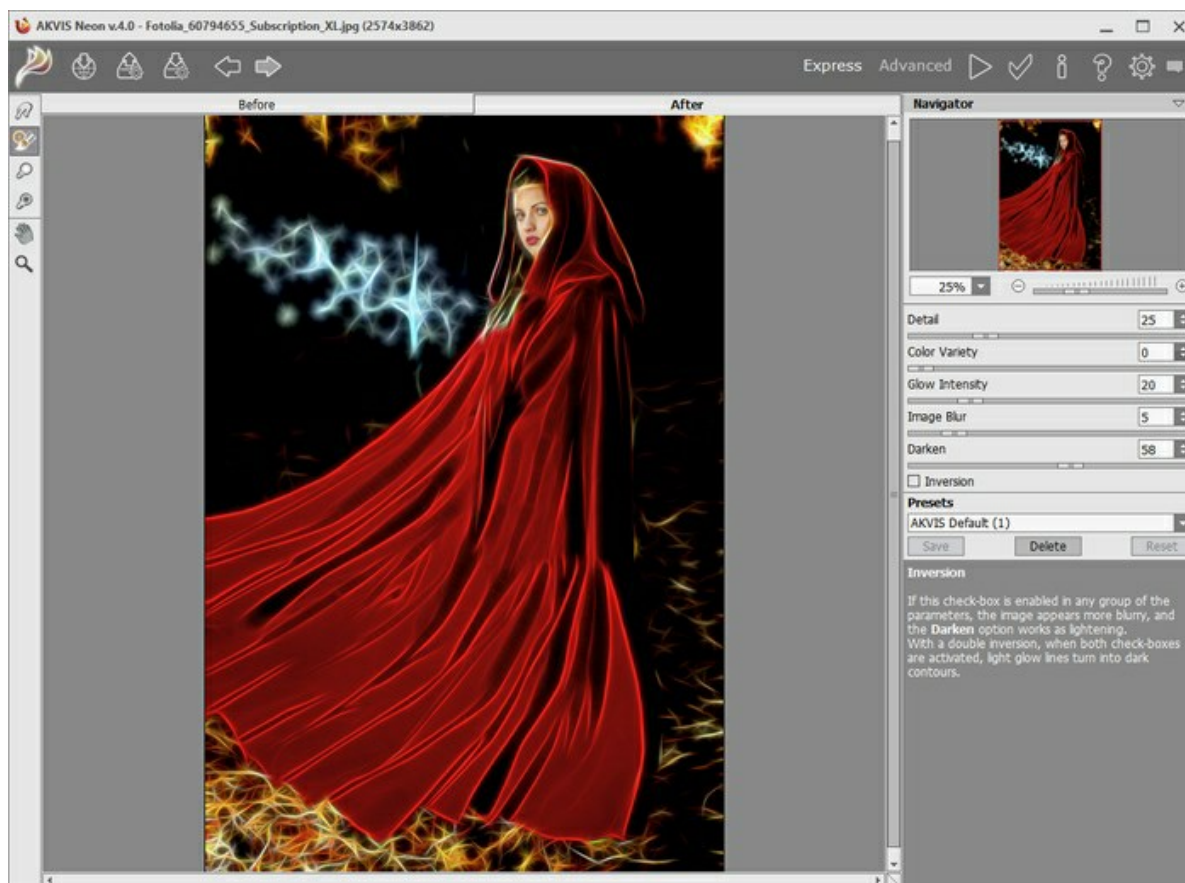 AKVIS Neon v.4.0 - Fotolia_60794655_Subscription_XL.jpg (2574x3862)
Express Advanced
Before After
Navigator
25%
Detail 25
Color Variety 0
Glow Intensity 20
Image Blur 5
Darken 58
Inversion
Presets
AKVIS Default (1)
Save Delete Reset
Inversion
If this check-box is enabled in any group of the
parameters, the image appears more blurry, and
the Darken option works as lightening.
With a double inversion, when both check-boxes
are activated, light glow lines turn into dark
contours.